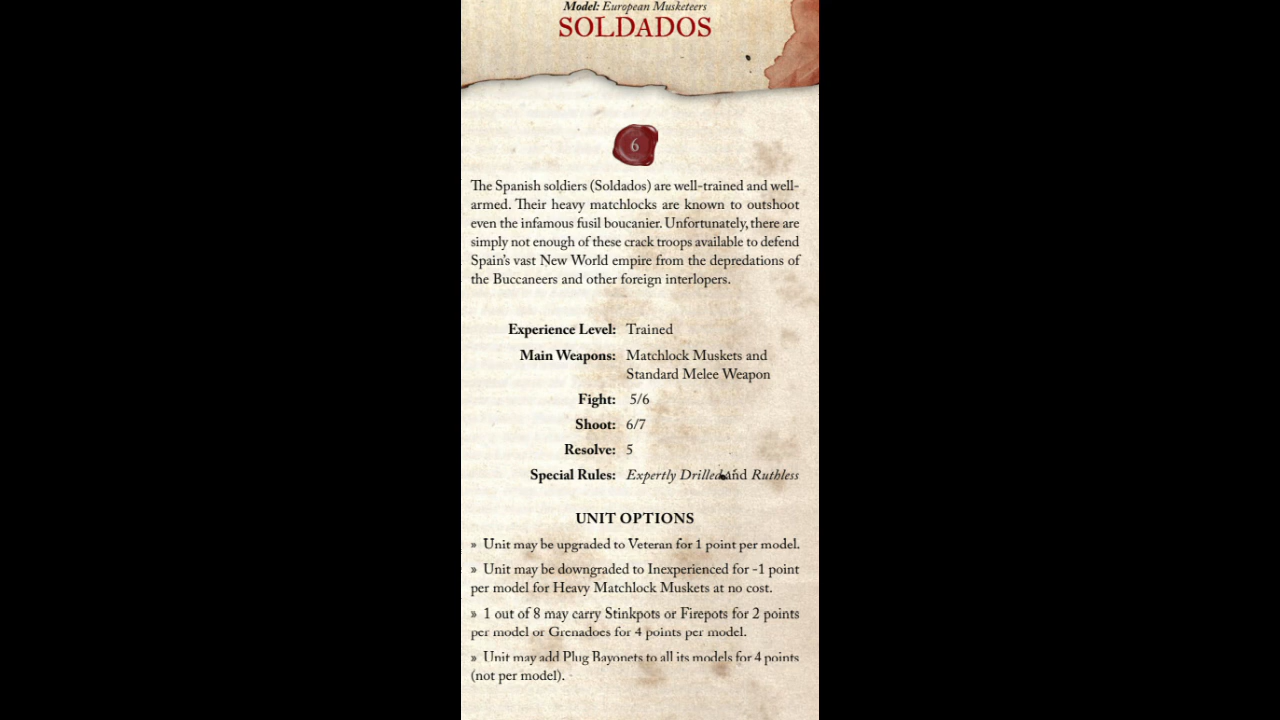 Model: European Musketeers
SOLDADOS
6
The Spanish soldiers (Soldados) are well-trained and well-
armed. Their heavy matchlocks are known to outshoot
even the infamous fusil boucanier. Unfortunately, there are
simply not enough of these crack troops available to defend
Spain's vast New World empire from the depredations of
the Buccaneers and other foreign interlopers.
Experience Level: Trained
Main Weapons: Matchlock Muskets and
Standard Melee Weapon
Fight: 5/6
Shoot: 6/7
Resolve: 5
Special Rules: Expertly Drilled and Ruthless
UNIT OPTIONS
» Unit may be upgraded to Veteran for 1 point per model.
» Unit may be downgraded to Inexperienced for -1 point
per model for Heavy Matchlock Muskets at no cost.
» 1 out of 8 may carry Stinkpots or Firepots for 2 points
per model or Grenadoes for 4 points per model.
» Unit may add Plug Bayonets to all its models for 4 points
(not per model).